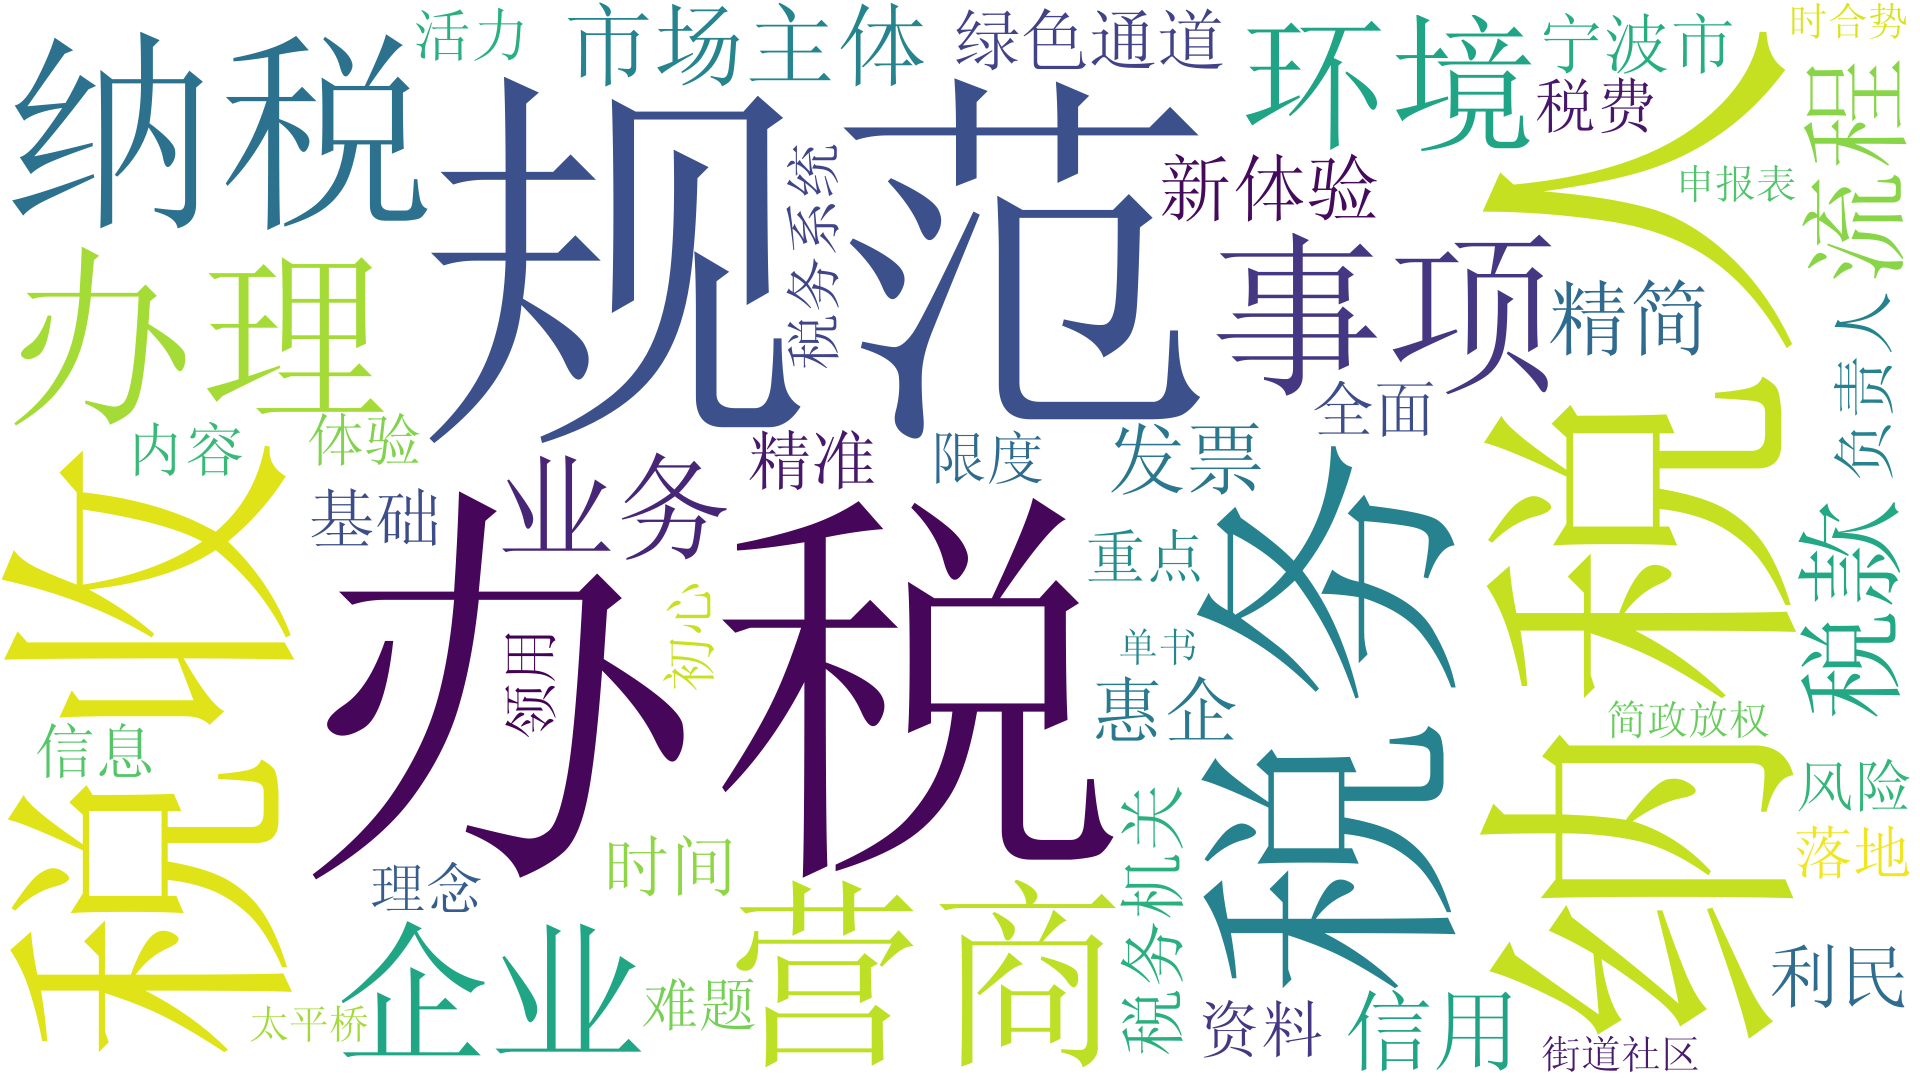 纳税
活力
市场主体
绿色通道
环境
宁波市
时合势
税费
流程
规范
税务系统
新体验
申报表
纳税人
办理
事项
精简
负责人
内容
体验
精准
限度
发票
全面
税收
基础
业务
办税
重点
税务
税款
初心
领用
单书
惠企
信息
简政放权
风险
理念
时间
营商
税务机关
落地
企业
难题
太平桥
资料
信用
利民
街道社区